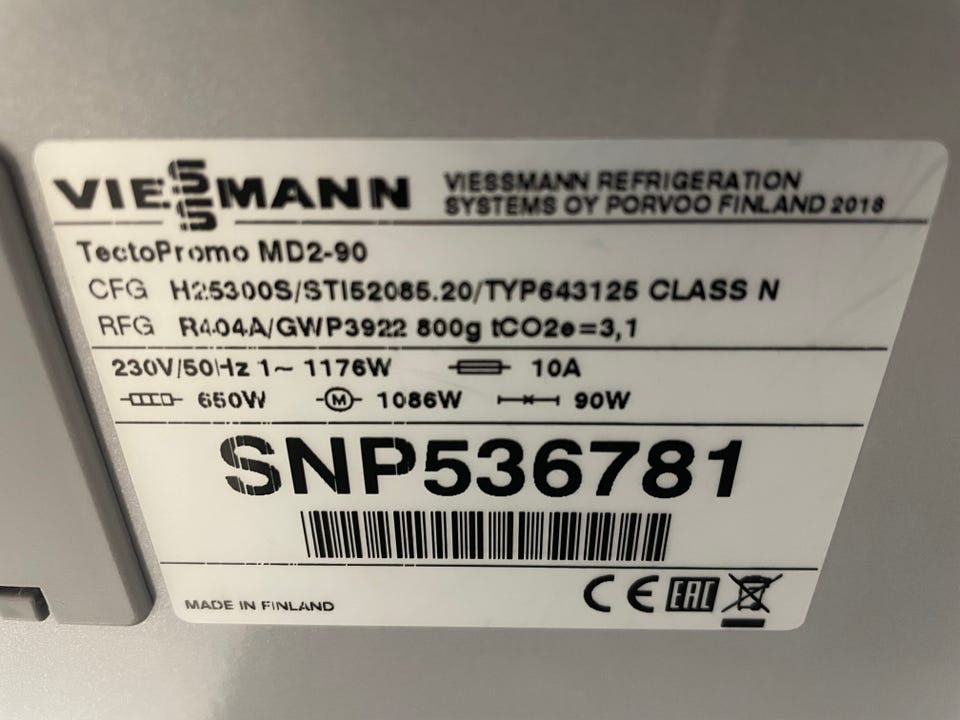 VIESSMANN
VIESSMANN REFRIGERATION
SYSTEMS OY PORVOO FINLAND 2018
TectoPromo MD2-90
CFG H25300S/STI52085.20/TYP643125 CLASS N
RFG R404A/GWP3922 800g tCO2e=3,1
230V/50Hz 1~ 1176W 10A
650W M 1086W 90W
SNP536781
MADE IN FINLAND CE EAC